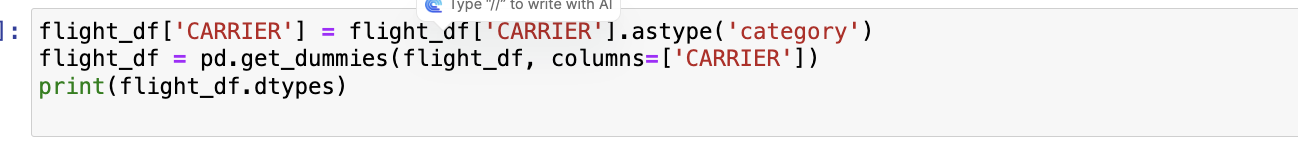 Type "//" to write with AI
]: flight_df['CARRIER'] = flight_df['CARRIER'].astype('category')
flight_df = pd.get_dummies(flight_df, columns=['CARRIER'])
print(flight_df.dtypes)